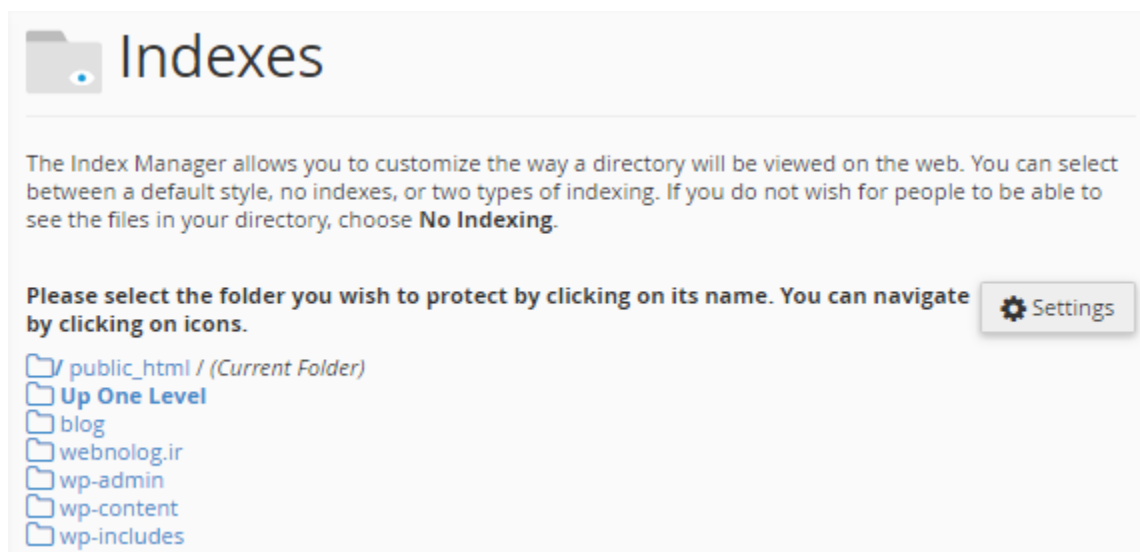 Indexes
The Index Manager allows you to customize the way a directory will be viewed on the web. You can select
between a default style, no indexes, or two types of indexing. If you do not wish for people to be able to
see the files in your directory, choose No Indexing.
Please select the folder you wish to protect by clicking on its name. You can navigate
by clicking on icons.
Settings
/ public_html / (Current Folder)
Up One Level
blog
webnolog.ir
wp-admin
wp-content
wp-includes